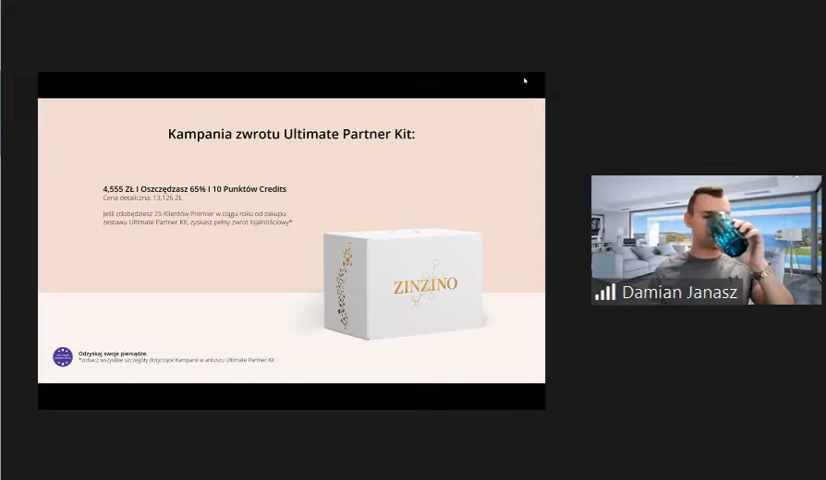 Kampania zwrotu Ultimate Partner Kit:
4,555 ZŁ I Oszczędzasz 65% I 10 Punktów Credits
Cena detaliczna: 13,126 ZŁ
Jeśli zdobędziesz 25 Klientów Premier w ciągu roku od zakupu
zestawu Ultimate Partner Kit, zyskasz pełny zwrot lojalnościowy*
ZINZINO
Damian Janasz
Odzyskaj swoje pieniądze.
*zobacz wszystkie szczegóły dotyczące Kampanii w arkuszu Ultimate Partner Kit